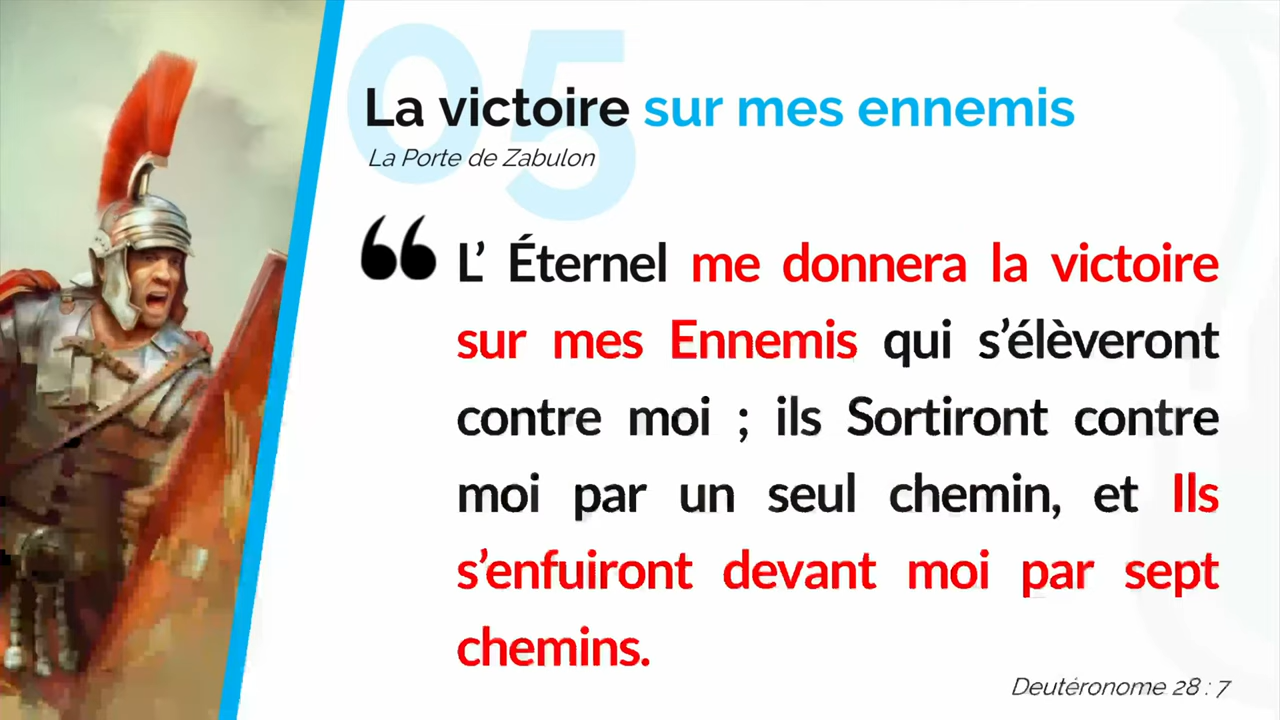 05
La victoire sur mes ennemis
La Porte de Zabulon
“ L’ Éternel me donnera la victoire
sur mes Ennemis qui s’élèveront
contre moi ; ils Sortiront contre
moi par un seul chemin, et Ils
s’enfuiront devant moi par sept
chemins.
Deutéronome 28 : 7